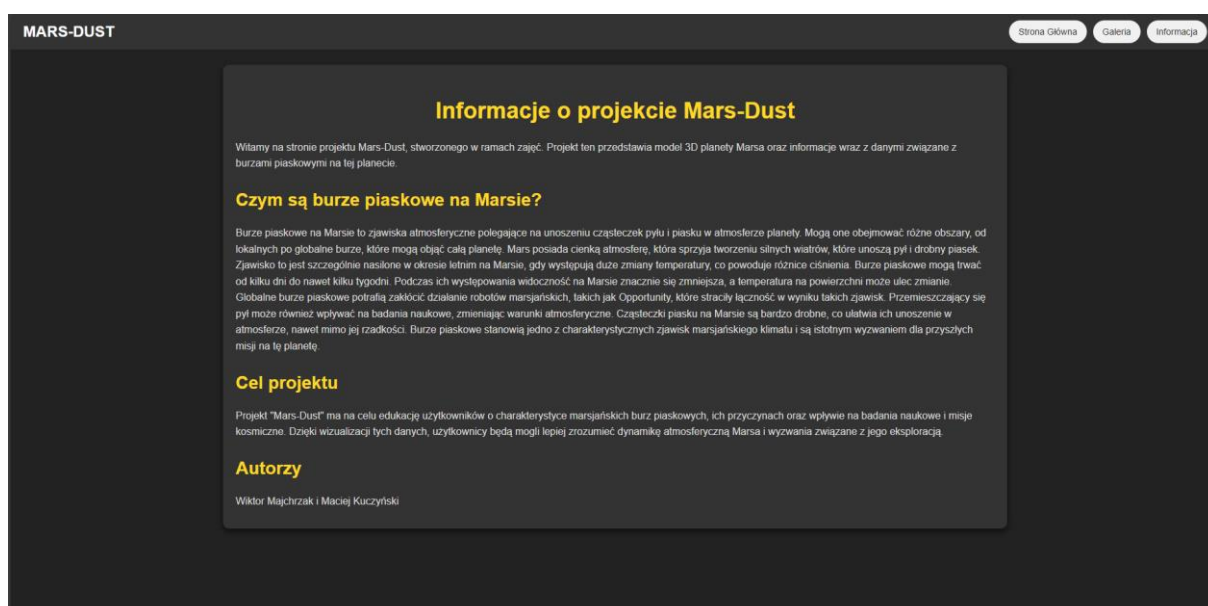 MARS-DUST
Strona Główna
Galeria
Informacja
Informacje o projekcie Mars-Dust
Witamy na stronie projektu Mars-Dust, stworzonego w ramach zajęć. Projekt ten przedstawia model 3D planety Marsa oraz informacje wraz z danymi związane z
burzami piaskowymi na tej planecie.
Czym są burze piaskowe na Marsie?
Burze piaskowe na Marsie to zjawiska atmosferyczne polegające na unoszeniu cząsteczek pyłu i piasku w atmosferze planety. Mogą one obejmować różne obszary, od
lokalnych po globalne burze, które mogą objąć całą planetę. Mars posiada cienką atmosferę, która sprzyja tworzeniu silnych wiatrów, które unoszą pył i drobny piasek.
Zjawisko to jest szczególnie nasilone w okresie letnim na Marsie, gdy występują duże zmiany temperatury, co powoduje różnice ciśnienia. Burze piaskowe mogą trwać
od kilku dni do nawet kilku tygodni. Podczas ich występowania widoczność na Marsie znacznie się zmniejsza, a temperatura na powierzchni może ulec zmianie.
Globalne burze piaskowe potrafią zakłócić działanie robotów marsjańskich, takich jak Opportunity, które straciły łączność w wyniku takich zjawisk. Przemieszczający się
pył może również wpływać na badania naukowe, zmieniając warunki atmosferyczne. Cząsteczki piasku na Marsie są bardzo drobne, co ułatwia ich unoszenie w
atmosferze, nawet mimo jej rzadkości. Burze piaskowe stanowią jedno z charakterystycznych zjawisk marsjańskiego klimatu i są istotnym wyzwaniem dla przyszłych
misji na tę planetę.
Cel projektu
Projekt "Mars-Dust" ma na celu edukację użytkowników o charakterystyce marsjańskich burz piaskowych, ich przyczynach oraz wpływie na badania naukowe i misje
kosmiczne. Dzięki wizualizacji tych danych, użytkownicy będą mogli lepiej zrozumieć dynamikę atmosferyczną Marsa i wyzwania związane z jego eksploracją.
Autorzy
Wiktor Majchrzak i Maciej Kuczyński